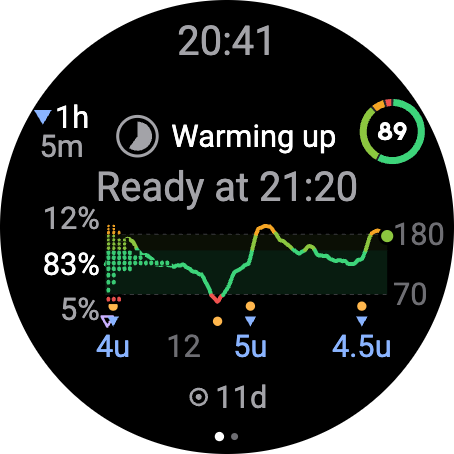 20:41
1h
5m
Warming up
89
Ready at 21:20
12%
180
83%
5%
70
4u 12 5u 4.5u
11d